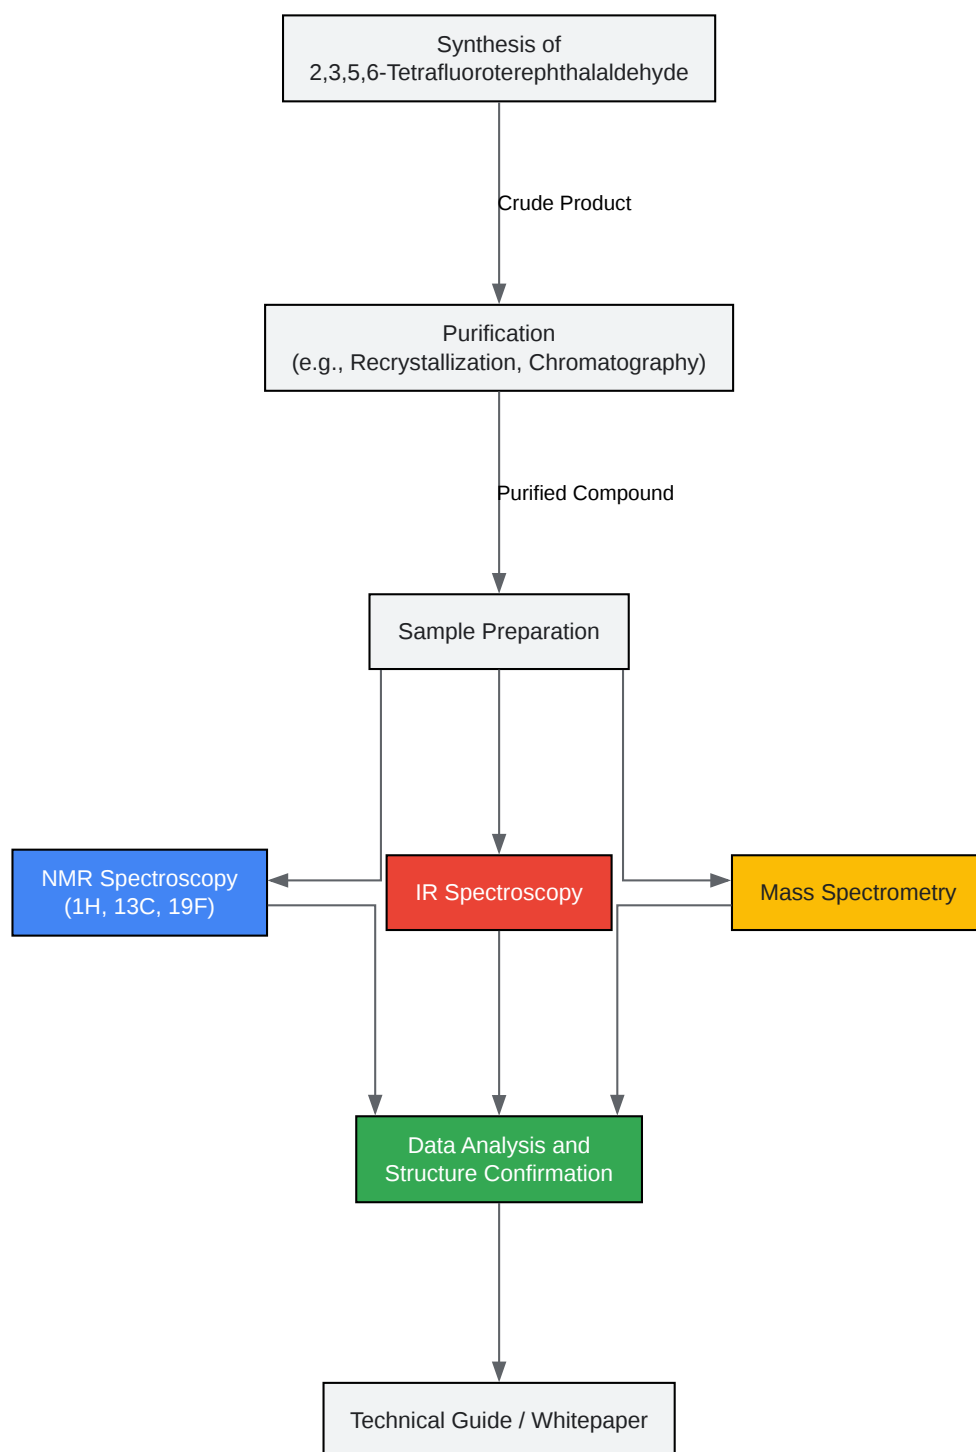 Synthesis of
2,3,5,6-Tetrafluoroterephthalaldehyde
Crude Product
Purification
(e.g., Recrystallization, Chromatography)
Purified Compound
Sample Preparation
NMR Spectroscopy
(1H, 13C, 19F)
IR Spectroscopy
Mass Spectrometry
Data Analysis and
Structure Confirmation
Technical Guide / Whitepaper